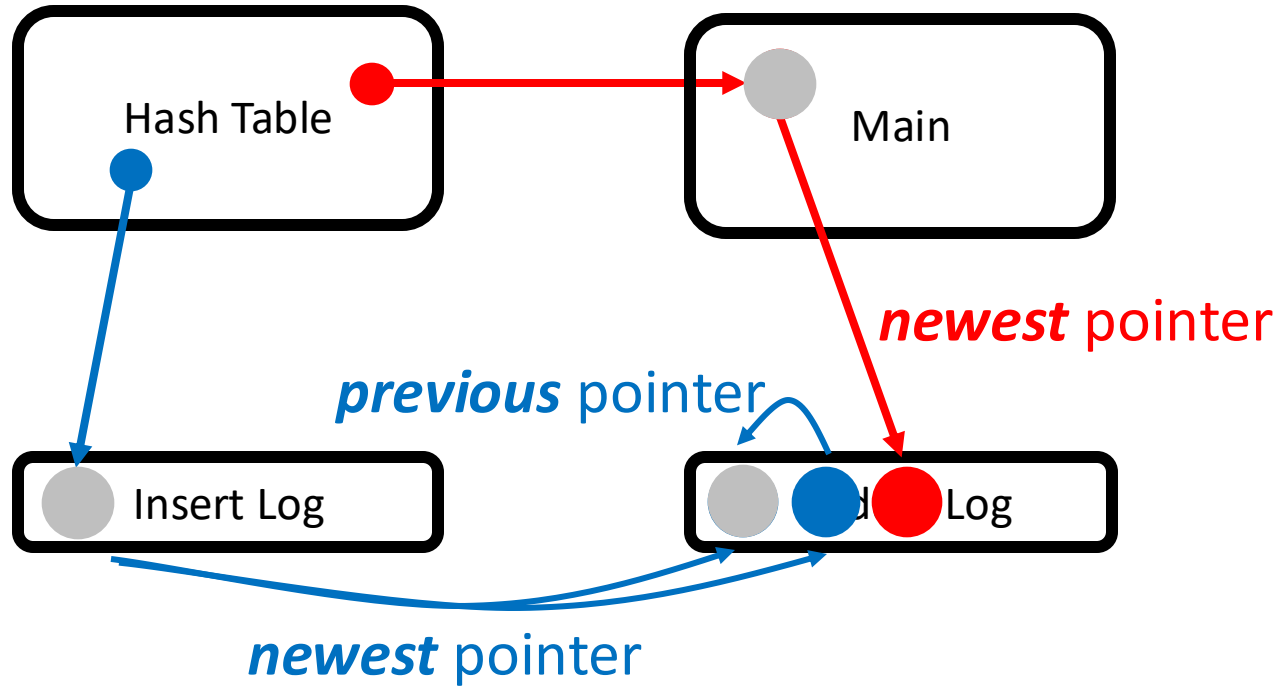 Hash Table
Main
newest pointer
previous pointer
Insert Log
Log
newest pointer